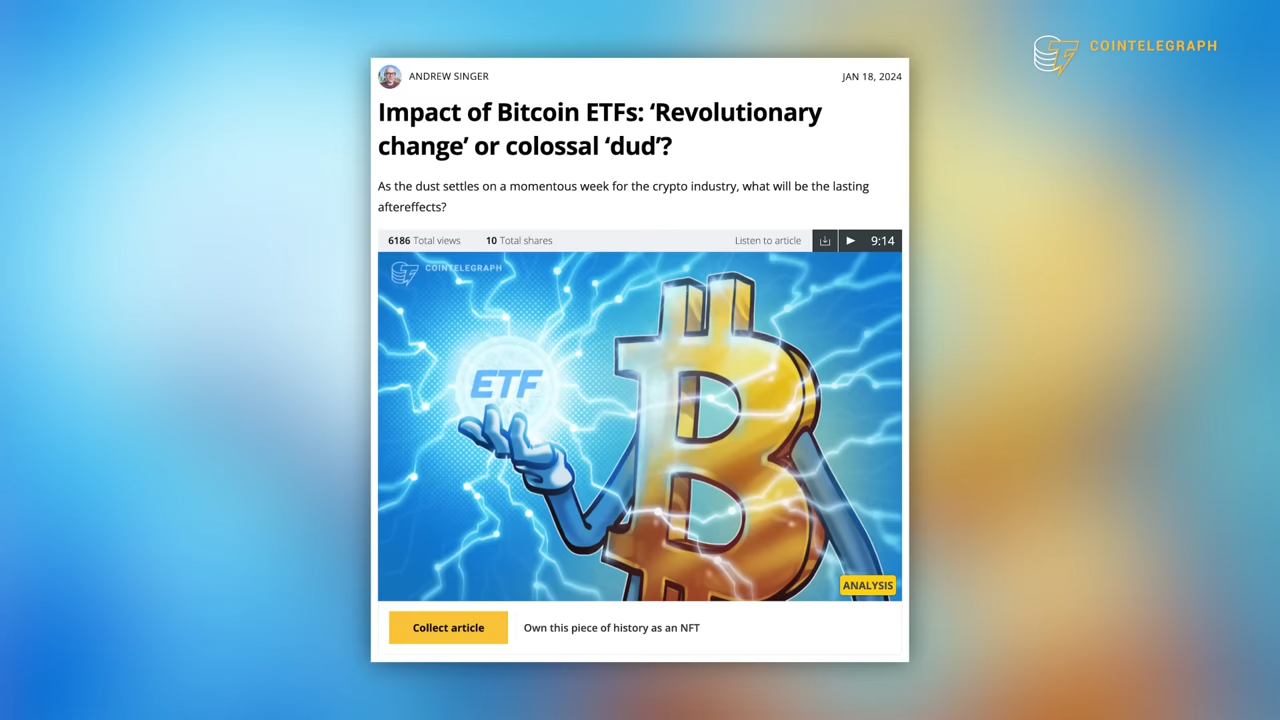 COINTELEGRAPH
ANDREW SINGER
JAN 18, 2024
Impact of Bitcoin ETFs: ‘Revolutionary
change’ or colossal ‘dud’?
As the dust settles on a momentous week for the crypto industry, what will be the lasting
aftereffects?
6186 Total views 10 Total shares Listen to article 9:14
COINTELEGRAPH
ETF
ANALYSIS
Collect article Own this piece of history as an NFT